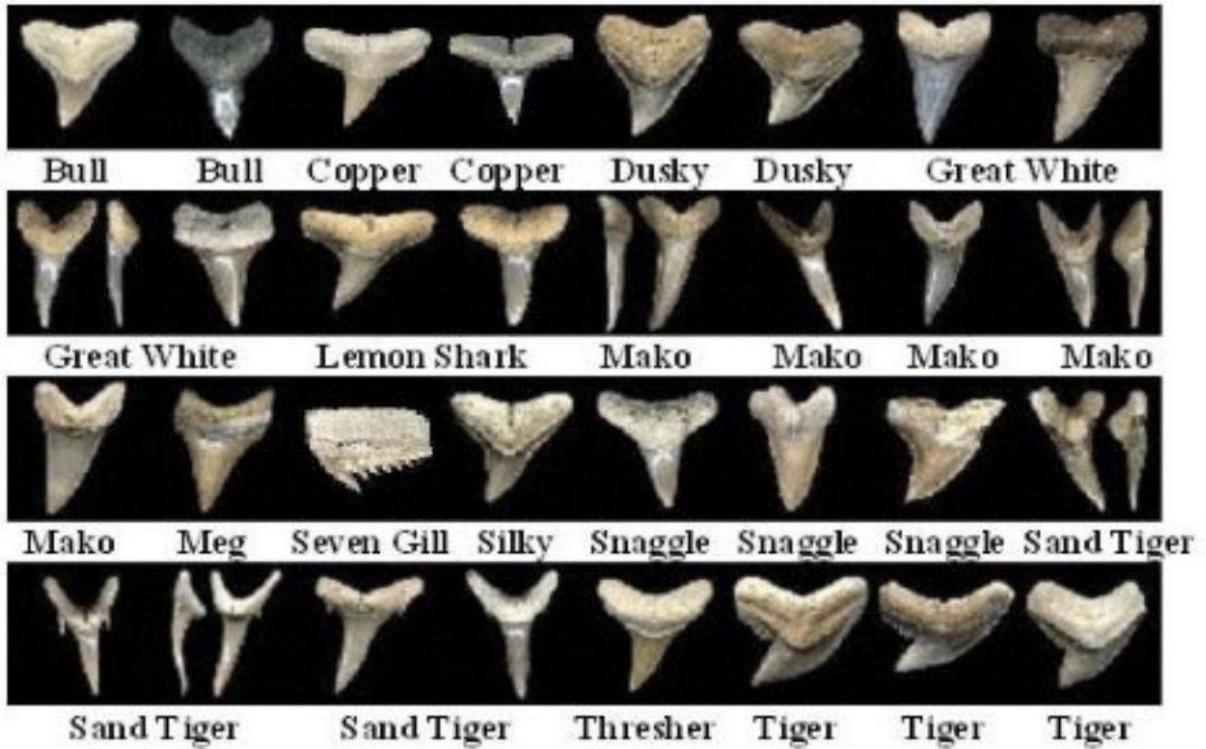 Bull Bull Copper Copper Dusky Dusky Great White
Great White Lemon Shark Mako Mako Mako Mako
Mako Meg Seven Gill Silky Snaggle Snaggle Snaggle Sand Tiger
Sand Tiger Sand Tiger Thresher Tiger Tiger Tiger